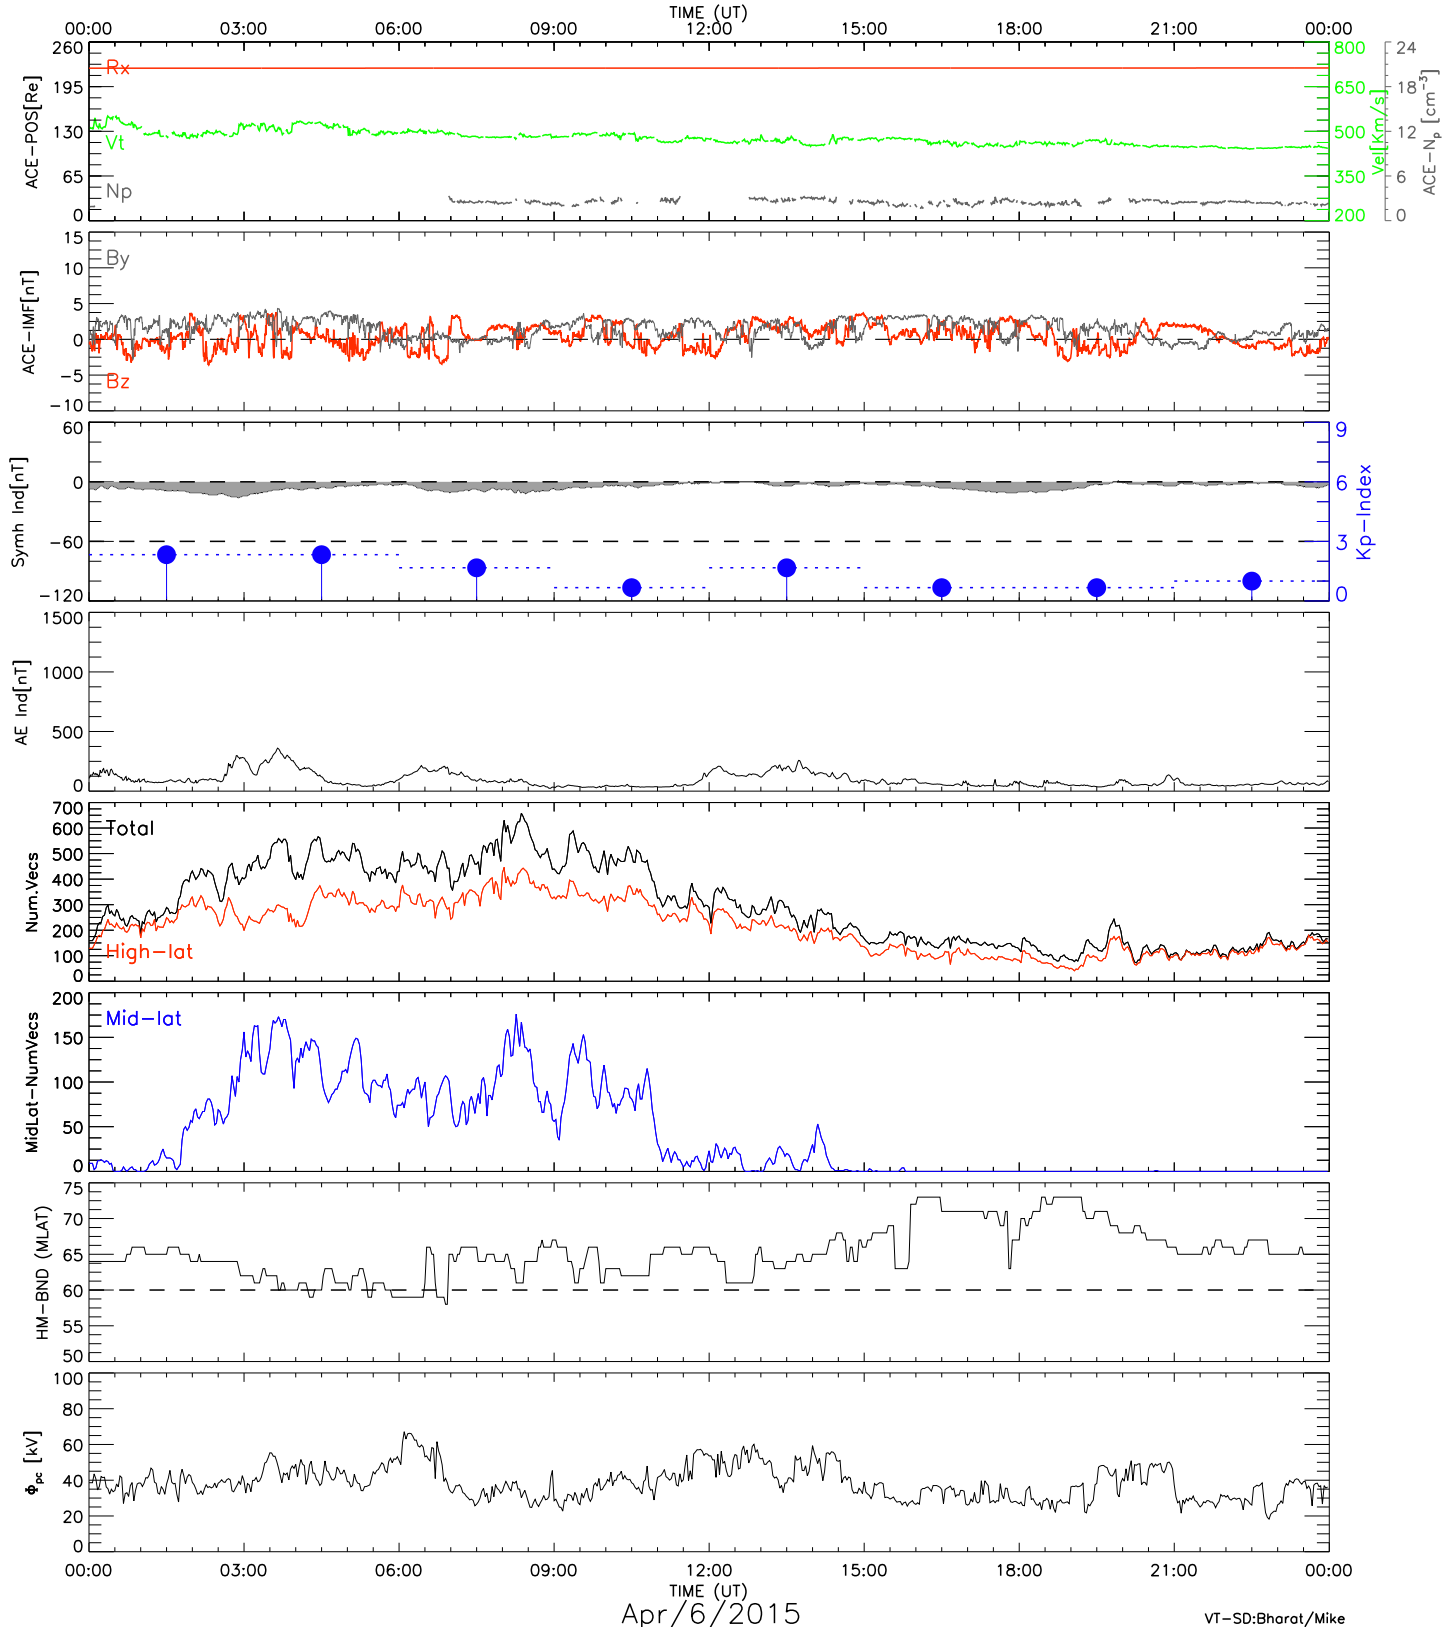 TIME (UT)
00:00 03:00 06:00 09:00 12:00 15:00 18:00 21:00 00:00
ACE-POS[Re]
260
195
130
65
0
Rx
Vt
Np
800
650
500
350
200
Vel[Km/s]
24
18
12
6
0
ACE-Np [cm-3]
ACE-IMF[nT]
15
10
5
0
-5
-10
By
Bz
Symh Ind[nT]
60
0
-60
-120
9
6
3
0
Kp-Index
AE Ind[nT]
1500
1000
500
0
Num.Vecs
700
600
500
400
300
200
100
0
Total
High-lat
MidLat-NumVecs
200
150
100
50
0
Mid-lat
HM-BND (MLAT)
75
70
65
60
55
50
Φpc [kV]
100
80
60
40
20
0
00:00 03:00 06:00 09:00 12:00 15:00 18:00 21:00 00:00
TIME (UT)
Apr/6/2015
VT-SD:Bharat/Mike